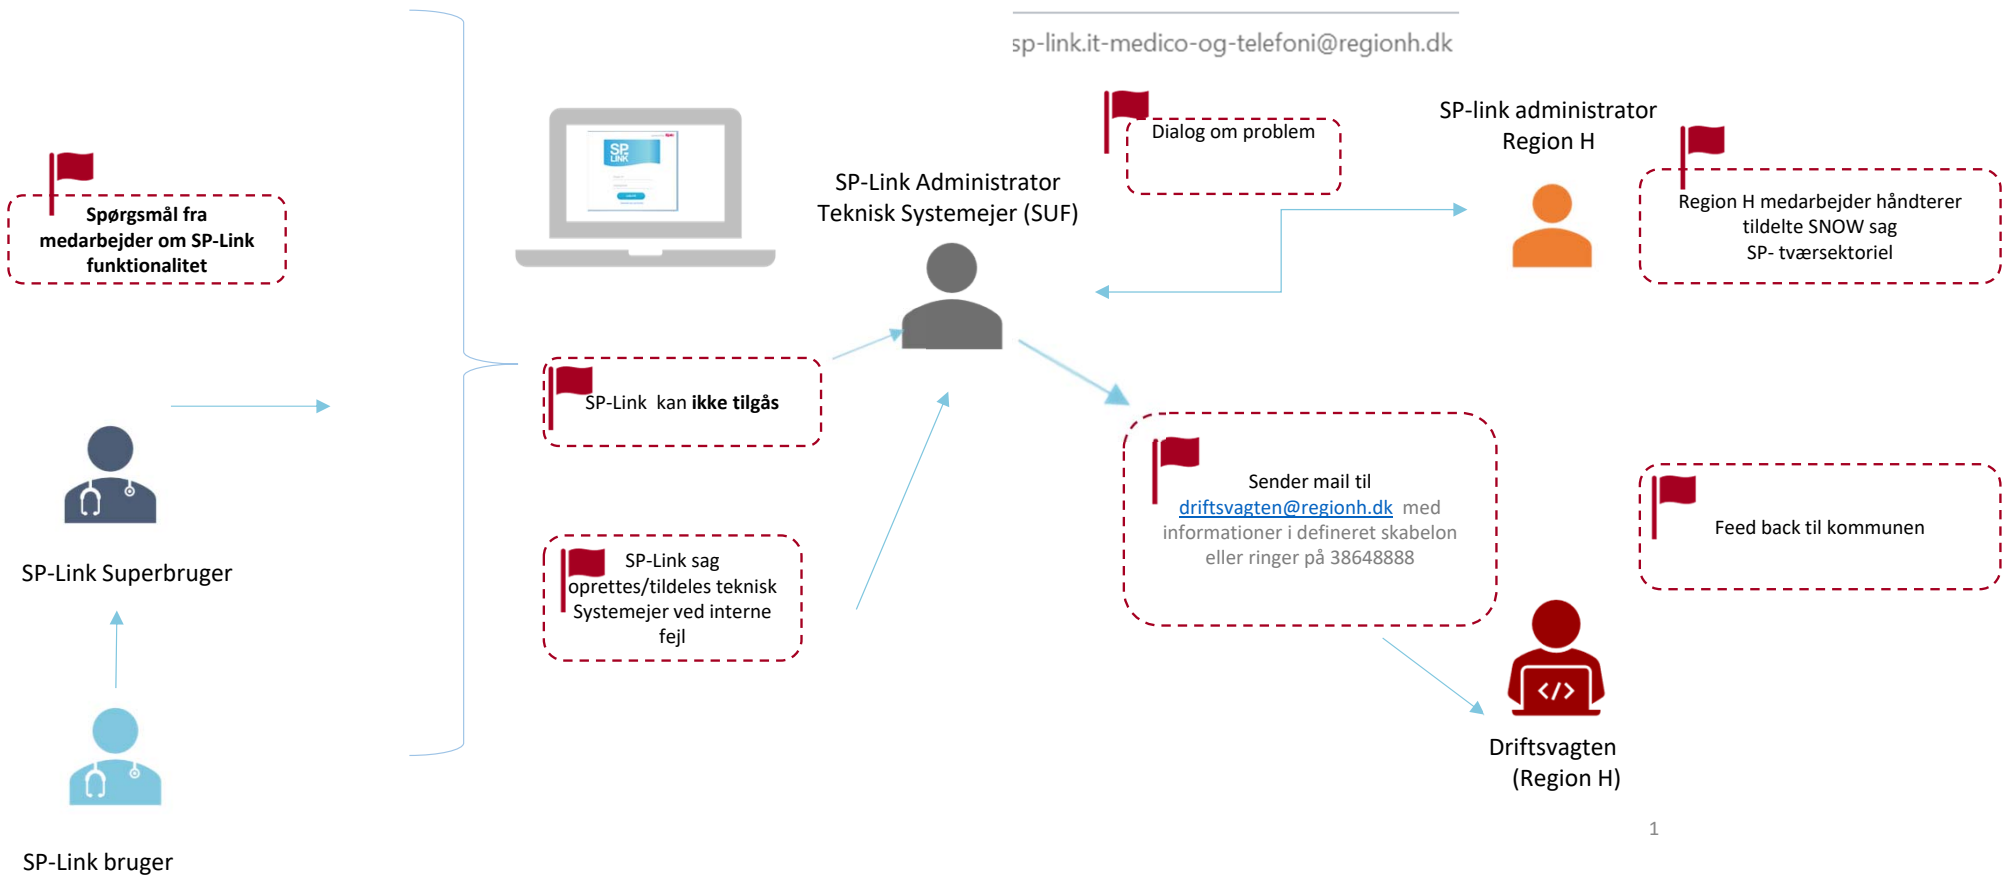 sp-link.it-medico-og-telefoni@regionh.dk
Spørgsmål fra
medarbejder om SP-Link
funktionalitet
SP-Link Superbruger
SP-Link bruger
SP
LINK
SP-Link Administrator
Teknisk Systemejer (SUF)
SP-Link kan ikke tilgås
SP-Link sag
oprettes/tildeles teknisk
Systemejer ved interne
fejl
Dialog om problem
SP-link administrator
Region H
Region H medarbejder håndterer
tildelte SNOW sag
SP- tværsektoriel
Sender mail til
driftsvagten@regionh.dk med
informationer i defineret skabelon
eller ringer på 38648888
Feed back til kommunen
</>
Driftsvagten
(Region H)
1